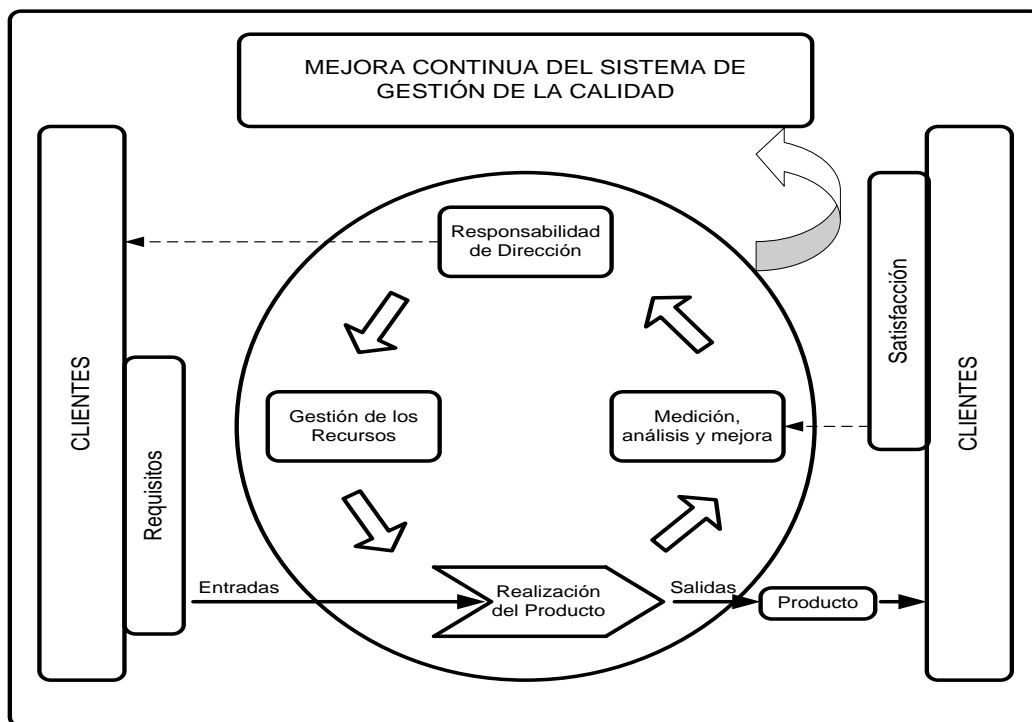 MEJORA CONTINUA DEL SISTEMA DE
GESTIÓN DE LA CALIDAD
CLIENTES
Requisitos
Responsabilidad
de Dirección
Gestión de los
Recursos
Medición,
análisis y mejora
Satisfacción
CLIENTES
Entradas
Realización
del Producto
Salidas
Producto